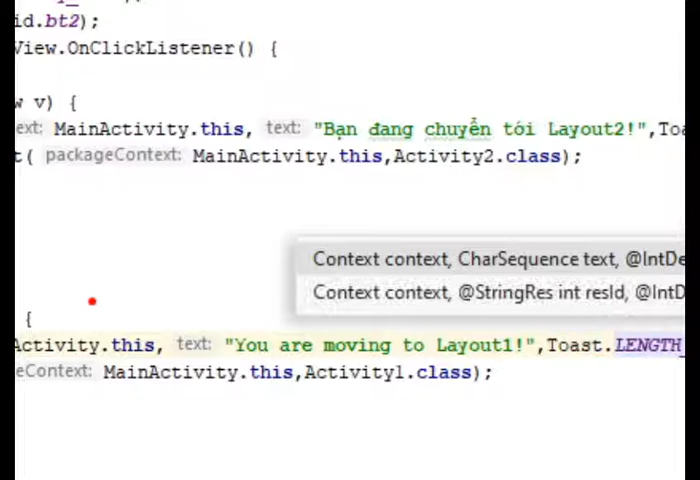 id.bt2);
View.OnClickListener() {
v) {
ext: MainActivity.this, text: "Bạn đang chuyển tói Layout2!",Toa
t( packageContext: MainActivity.this,Activity2.class);
Context context, CharSequence text, @IntDe
Context context, @StringRes int resId, @IntD
{
Activity.this, text: "You are moving to Layout1!",Toast.LENGTH_
eContext: MainActivity.this,Activity1.class);